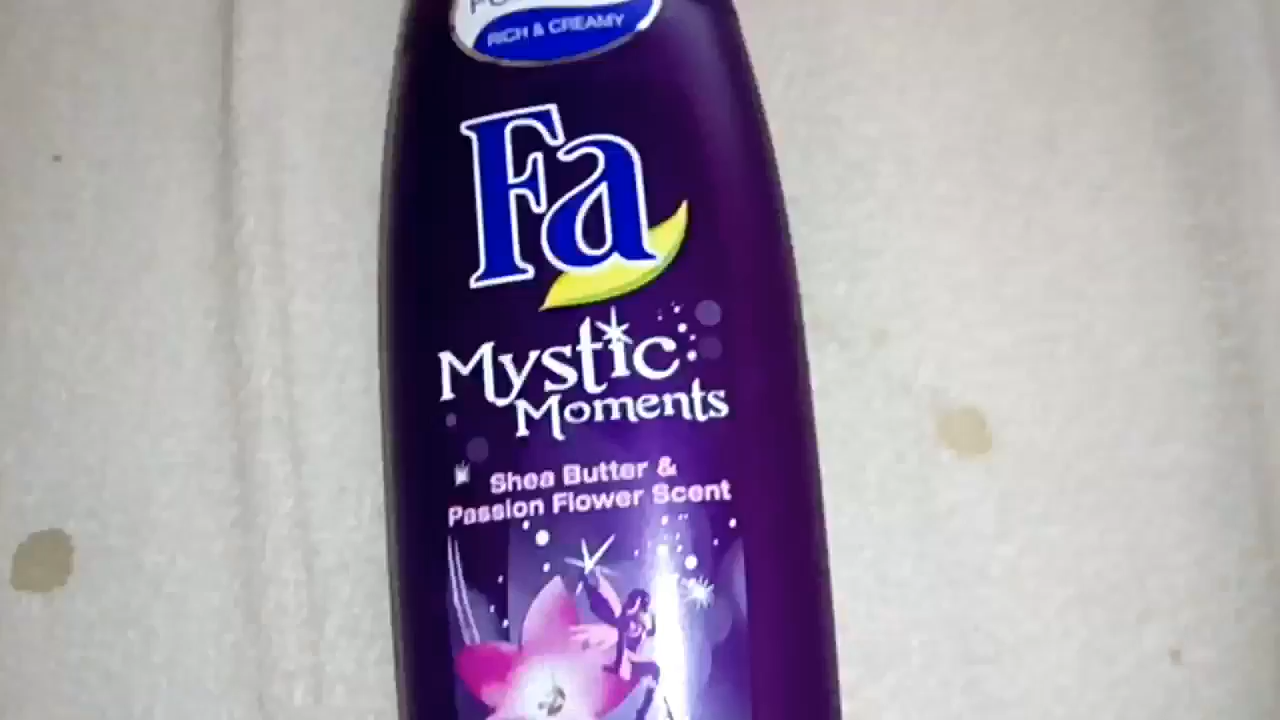 RICH & CREAMY
Fa
Mystic
Moments
Shea Butter &
Passion Flower Scent